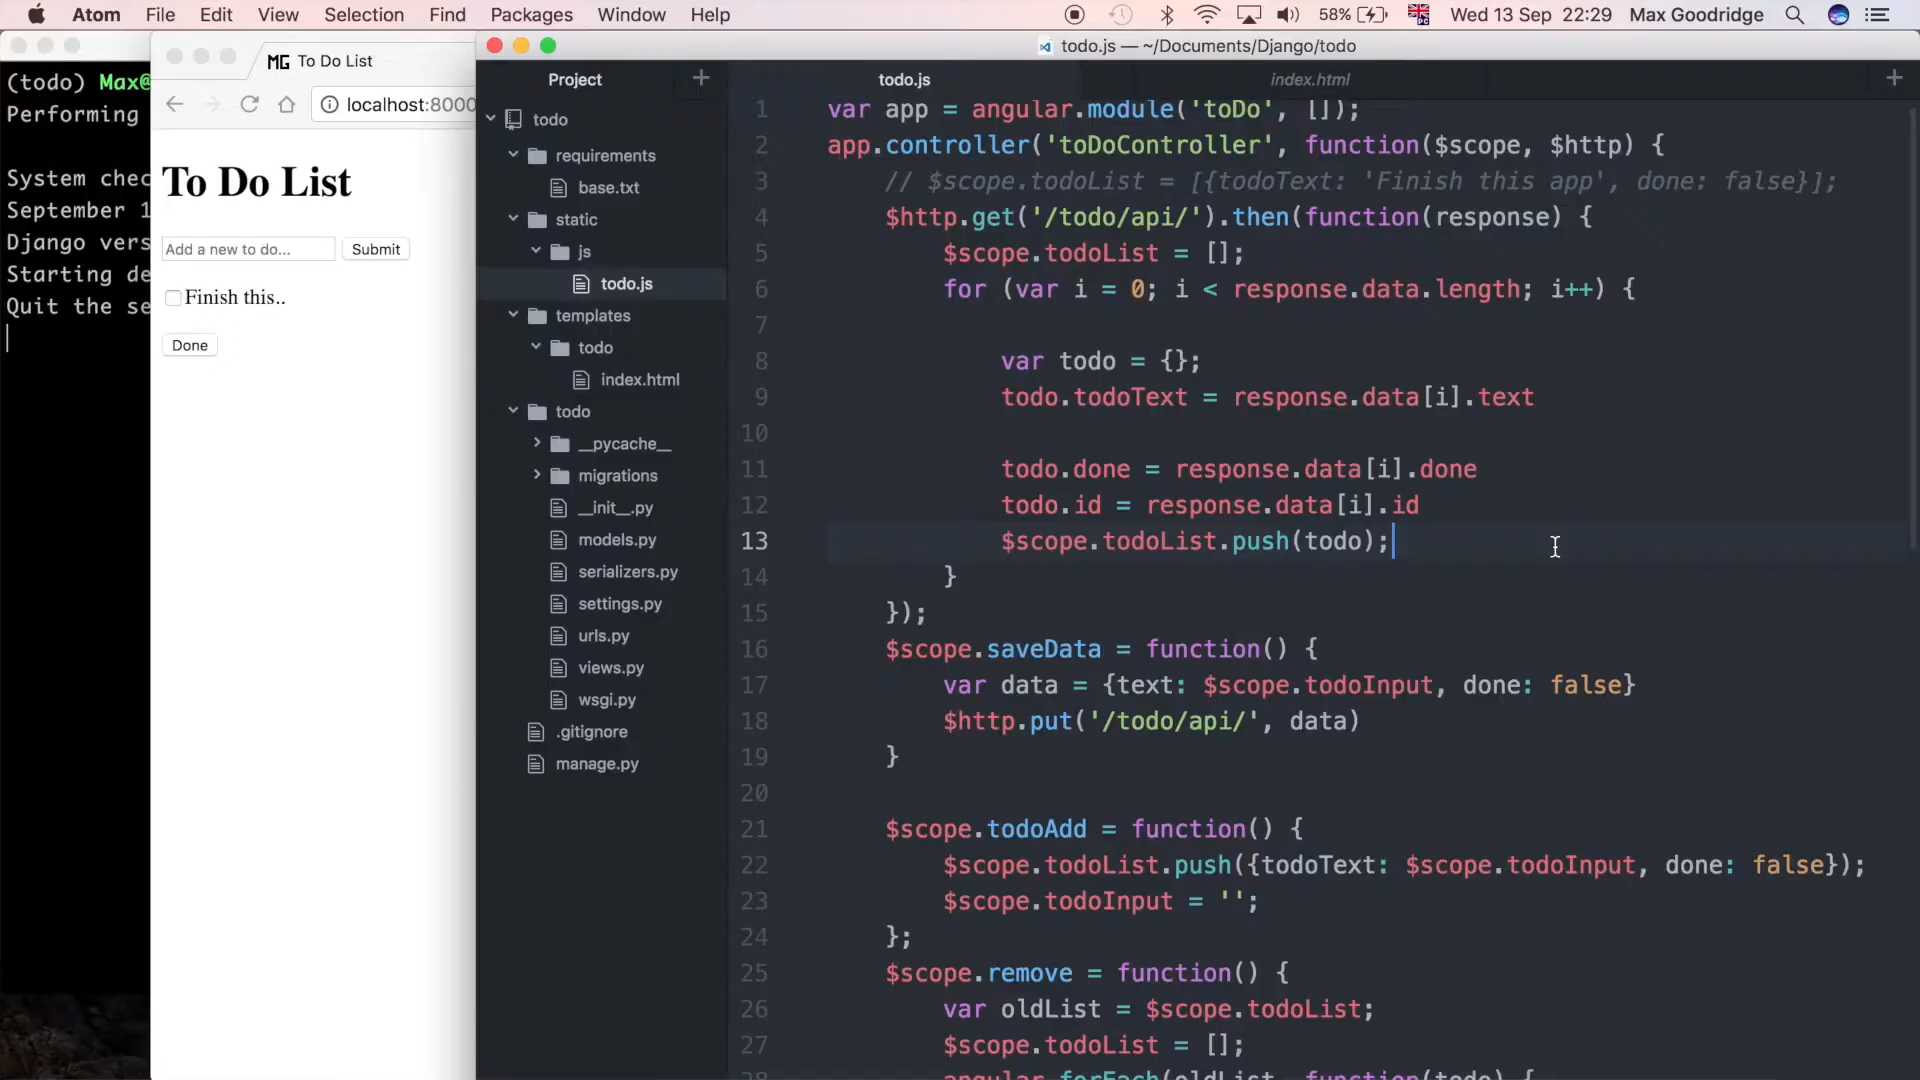 Atom File Edit View Selection Find Packages Window Help 58% Wed 13 Sep 22:29 Max Goodridge
(todo) Max@
Performing
System chec
September 1
Django vers
Starting de
Quit the se
MG To Do List
localhost:8000
To Do List
Add a new to do... Submit
Finish this..
Done
todo.js — ~/Documents/Django/todo
Project
todo
requirements
base.txt
static
js
todo.js
templates
todo
index.html
todo
__pycache__
migrations
__init__.py
models.py
serializers.py
settings.py
urls.py
views.py
wsgi.py
.gitignore
manage.py
todo.js index.html
1 var app = angular.module('toDo', []);
2 app.controller('toDoController', function($scope, $http) {
3 // $scope.todoList = [{todoText: 'Finish this app', done: false}];
4 $http.get('/todo/api/').then(function(response) {
5 $scope.todoList = [];
6 for (var i = 0; i < response.data.length; i++) {
7
8 var todo = {};
9 todo.todoText = response.data[i].text
10
11 todo.done = response.data[i].done
12 todo.id = response.data[i].id
13 $scope.todoList.push(todo);
14 }
15 });
16 $scope.saveData = function() {
17 var data = {text: $scope.todoInput, done: false}
18 $http.put('/todo/api/', data)
19 }
20
21 $scope.todoAdd = function() {
22 $scope.todoList.push({todoText: $scope.todoInput, done: false});
23 $scope.todoInput = '';
24 };
25 $scope.remove = function() {
26 var oldList = $scope.todoList;
27 $scope.todoList = [];
28 angular.forEach(oldList, function(todo) {